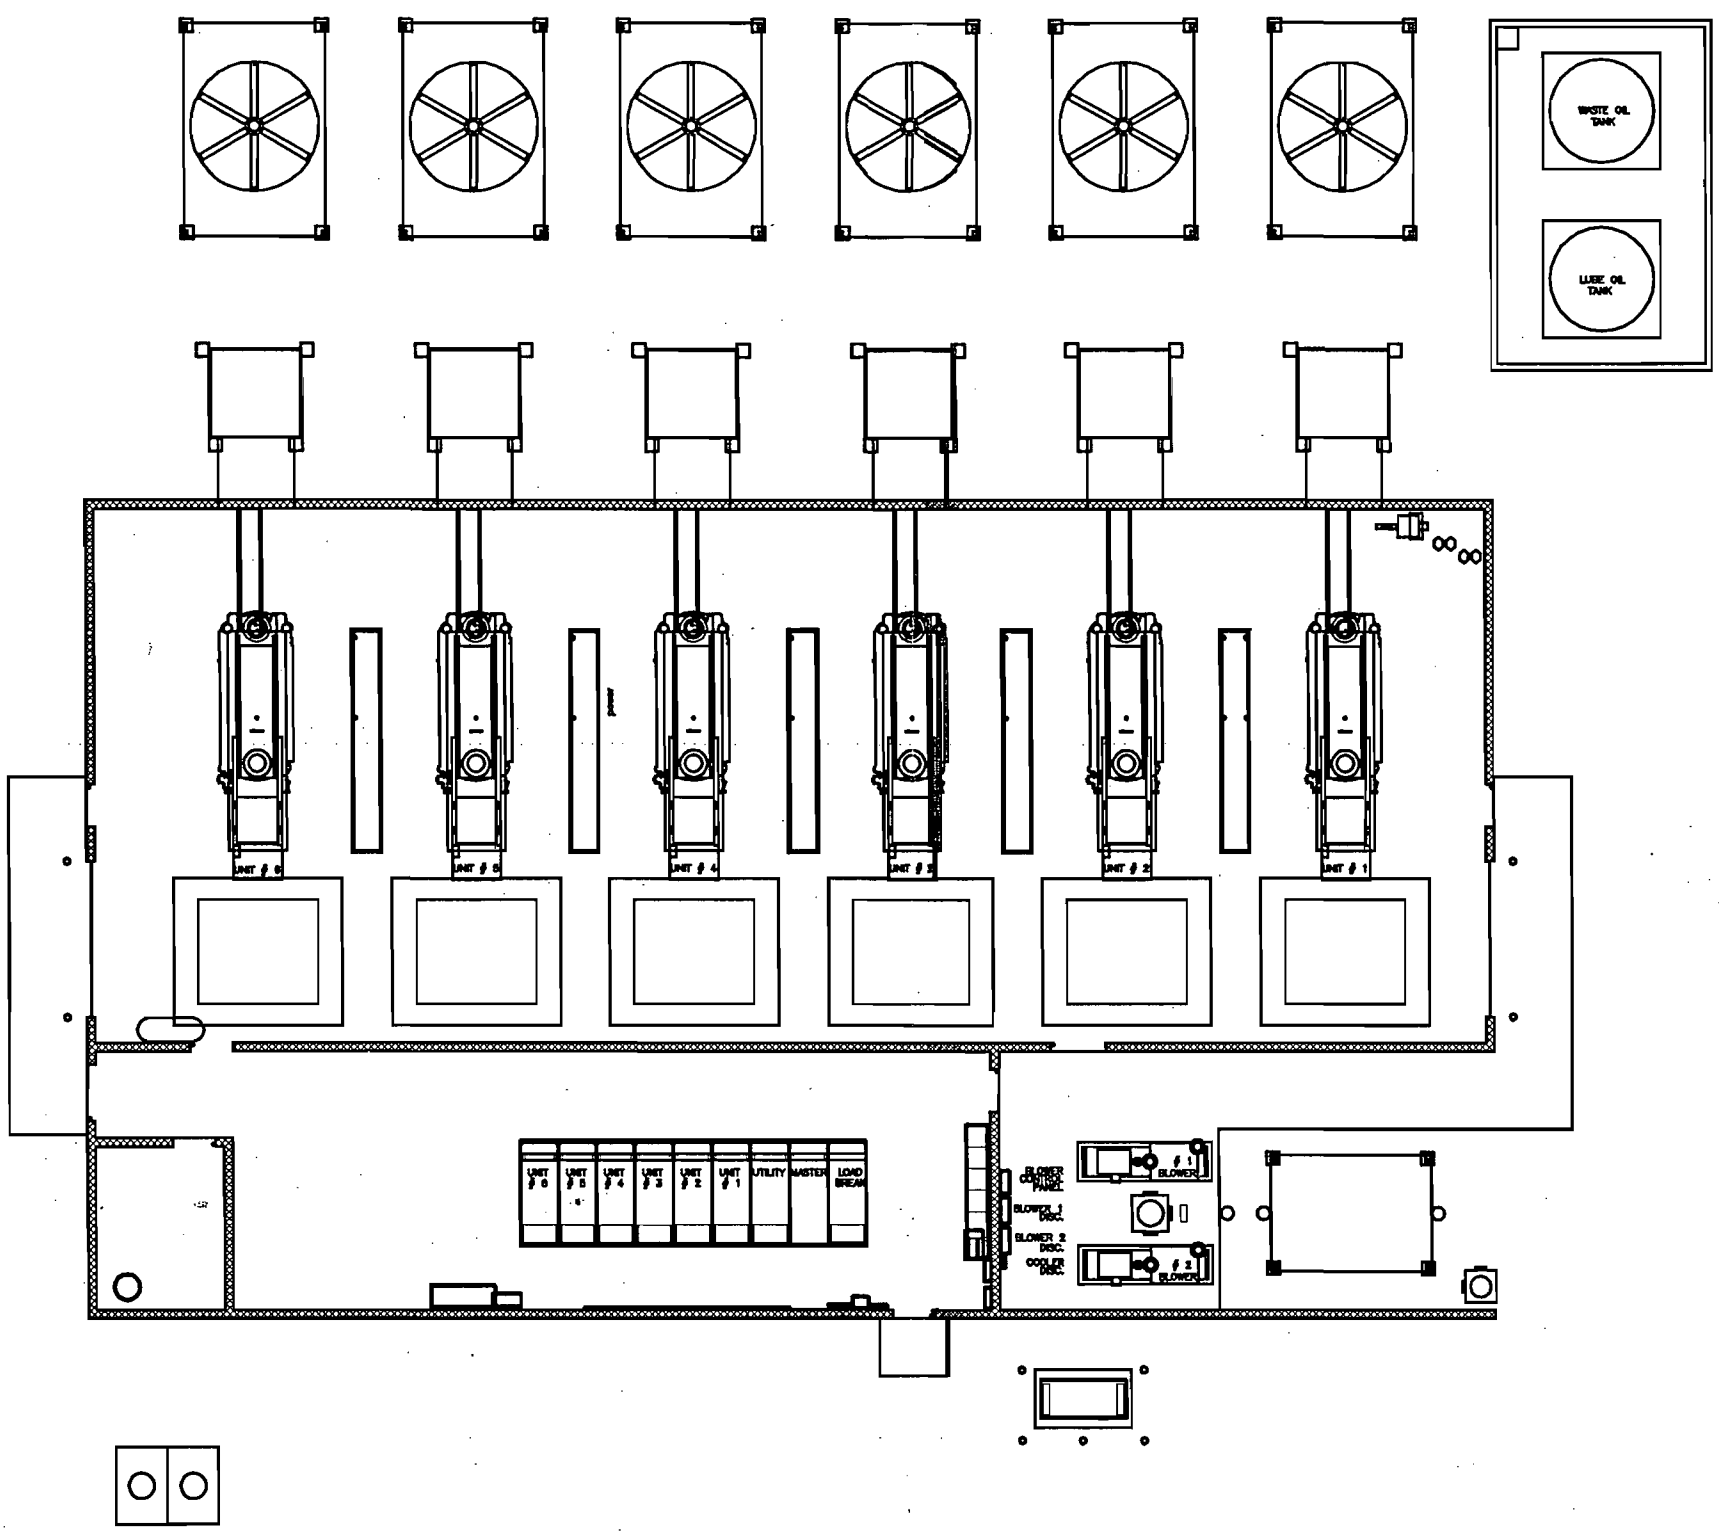 WASTE OIL
TANK
LUBE OIL
TANK
power
UNIT # 6
UNIT # 5
UNIT # 4
UNIT # 3
UNIT # 2
UNIT # 1
UNIT
# 6
UNIT
# 5
UNIT
# 4
UNIT
# 3
UNIT
# 2
UNIT
# 1
UTILITY
MASTER
LOAD
BREAK
BLOWER
CONTROL
PANEL
BLOWER 1
DISC.
BLOWER 2
DISC.
COOLER
DISC.
# 1
BLOWER
# 2
BLOWER